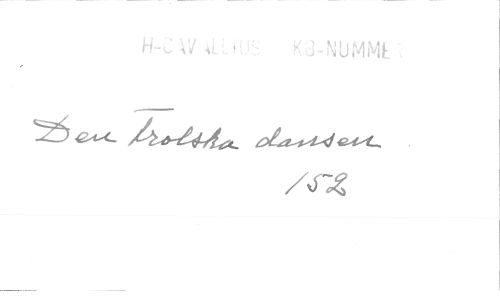 H-CAVALLIUS KB-NUMMER
Den Trolska dansen
152